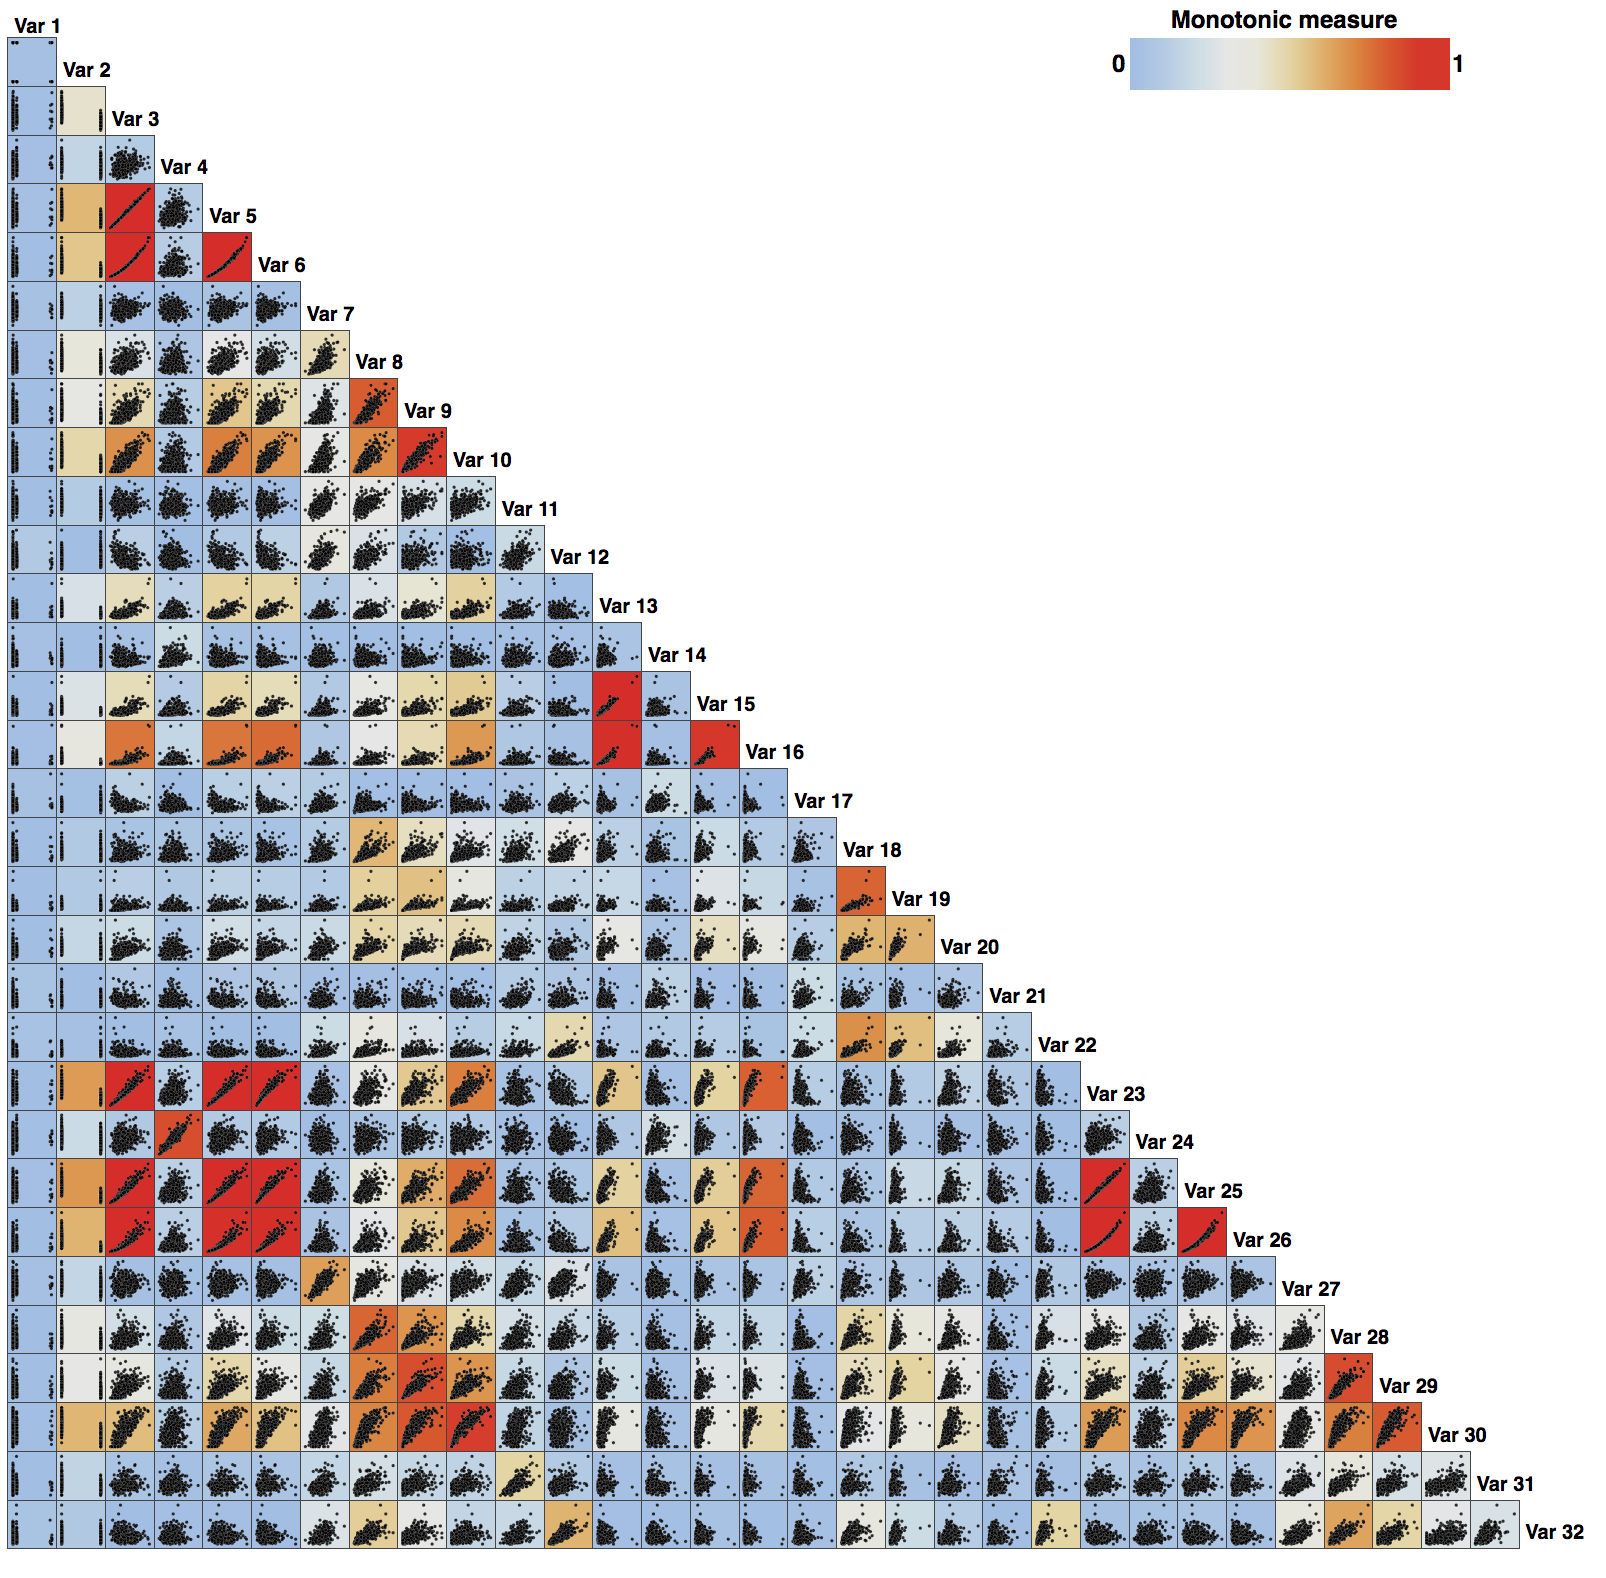 Monotonic measure
0 1
Var 1
Var 2
Var 3
Var 4
Var 5
Var 6
Var 7
Var 8
Var 9
Var 10
Var 11
Var 12
Var 13
Var 14
Var 15
Var 16
Var 17
Var 18
Var 19
Var 20
Var 21
Var 22
Var 23
Var 24
Var 25
Var 26
Var 27
Var 28
Var 29
Var 30
Var 31
Var 32